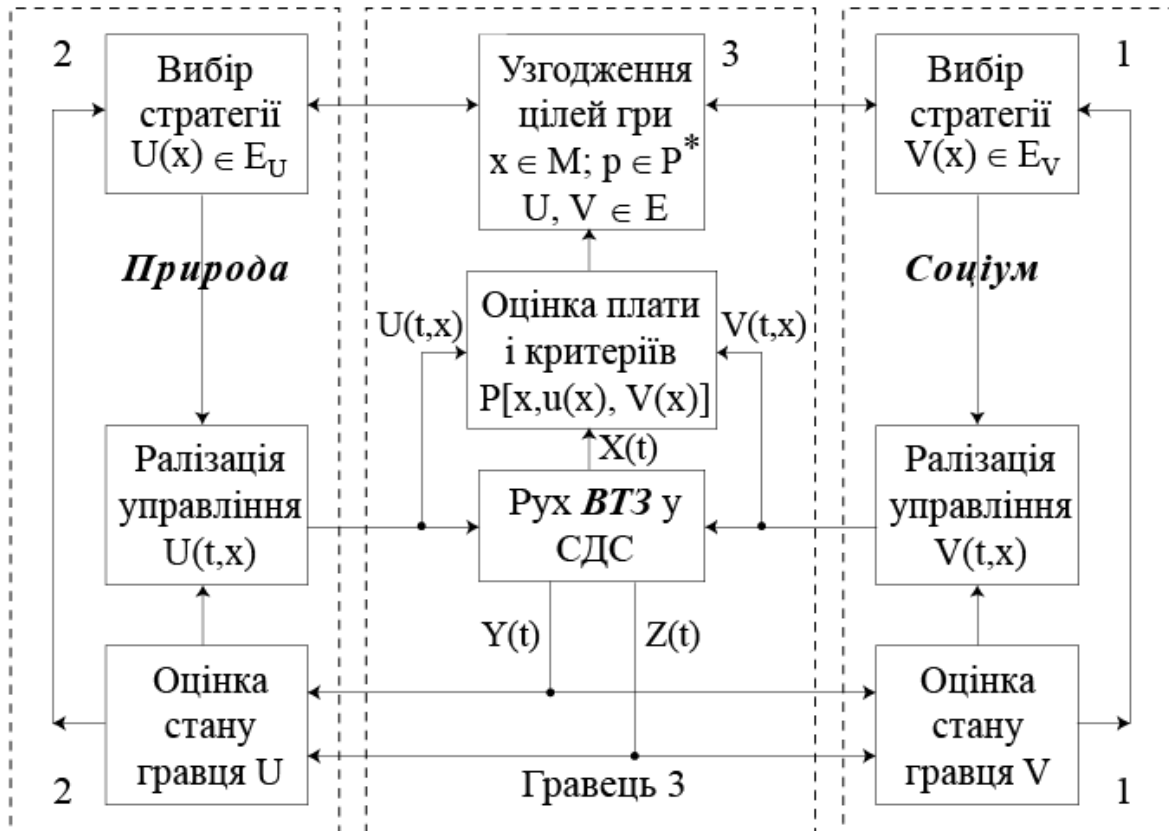 2
Вибір
стратегії
U(x) ∈ E_U
Природа
Ралізація
управління
U(t,x)
Оцінка
стану
гравця U
2
3
Узгодження
цілей гри
x ∈ M; p ∈ P*
U, V ∈ E
U(t,x)
V(t,x)
Оцінка плати
і критеріїв
P[x,u(x), V(x)]
X(t)
Рух ВТЗ у
СДС
Y(t)
Z(t)
Гравець 3
1
Вибір
стратегії
V(x) ∈ E_V
Соціум
Ралізація
управління
V(t,x)
Оцінка
стану
гравця V
1